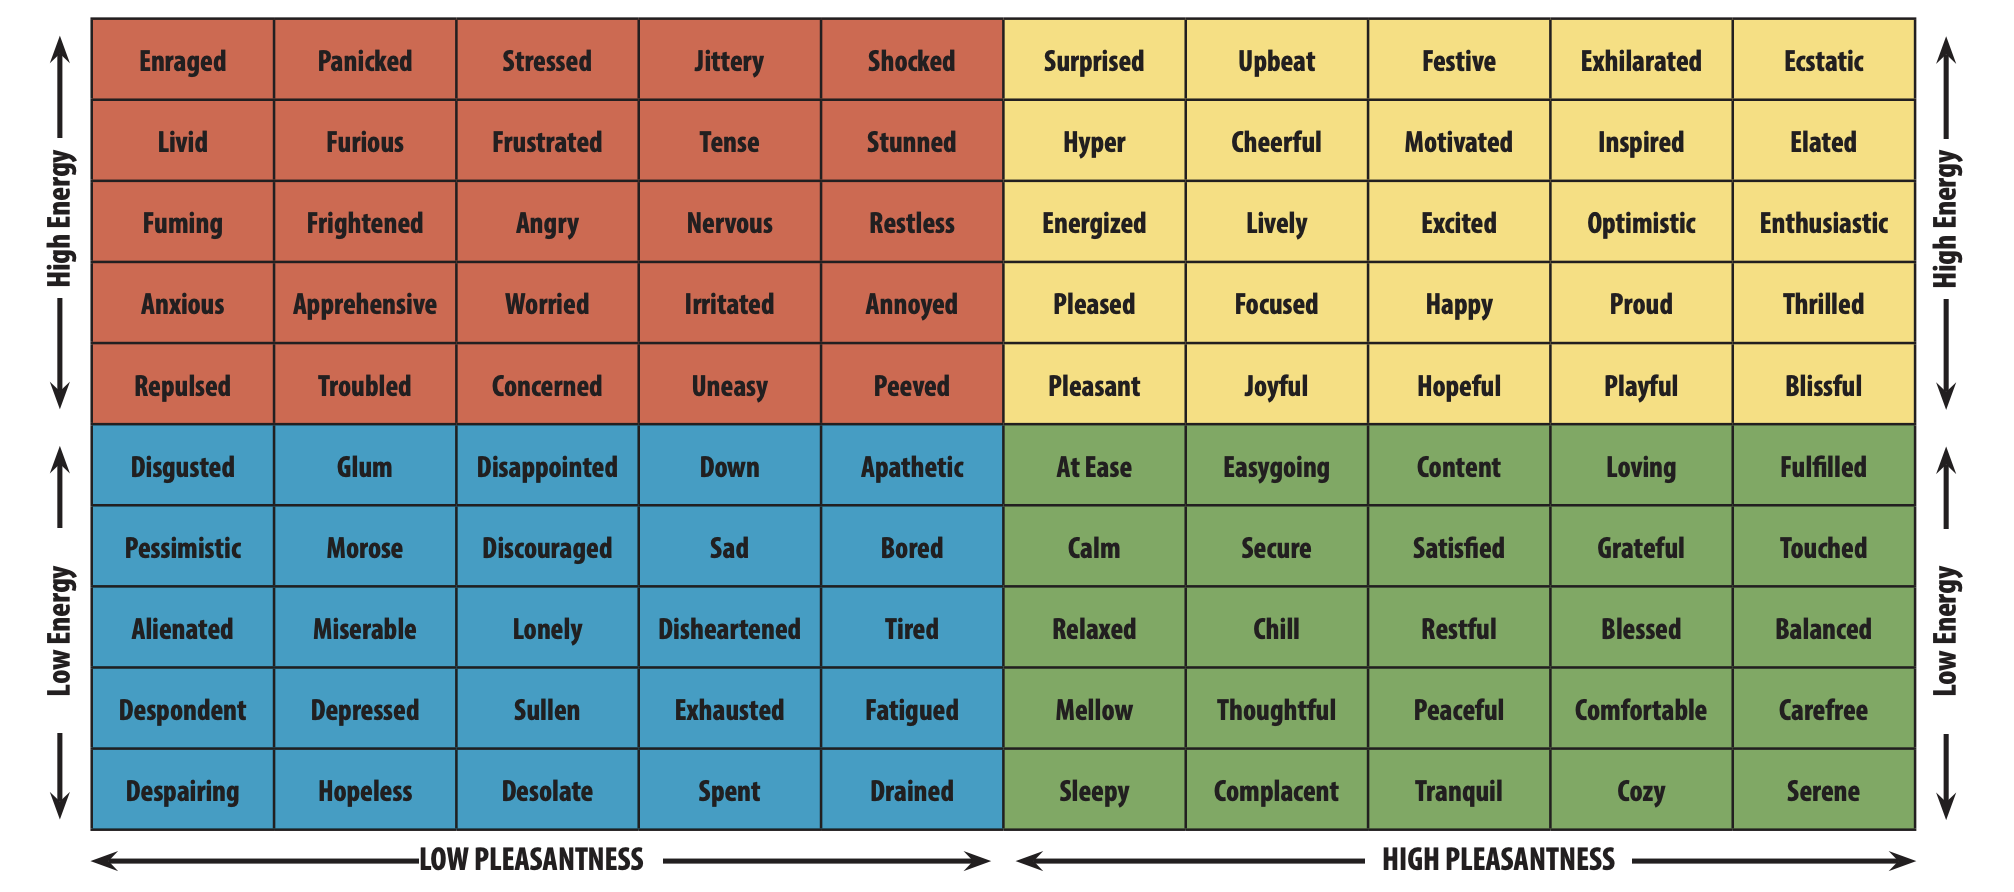 Enraged Panicked Stressed Jittery Shocked Surprised Upbeat Festive Exhilarated Ecstatic
Livid Furious Frustrated Tense Stunned Hyper Cheerful Motivated Inspired Elated
Fuming Frightened Angry Nervous Restless Energized Lively Excited Optimistic Enthusiastic
Anxious Apprehensive Worried Irritated Annoyed Pleased Focused Happy Proud Thrilled
Repulsed Troubled Concerned Uneasy Peeved Pleasant Joyful Hopeful Playful Blissful
Disgusted Glum Disappointed Down Apathetic At Ease Easygoing Content Loving Fulfilled
Pessimistic Morose Discouraged Sad Bored Calm Secure Satisfied Grateful Touched
Alienated Miserable Lonely Disheartened Tired Relaxed Chill Restful Blessed Balanced
Despondent Depressed Sullen Exhausted Fatigued Mellow Thoughtful Peaceful Comfortable Carefree
Despairing Hopeless Desolate Spent Drained Sleepy Complacent Tranquil Cozy Serene
High Energy
Low Energy
High Energy
Low Energy
LOW PLEASANTNESS
HIGH PLEASANTNESS